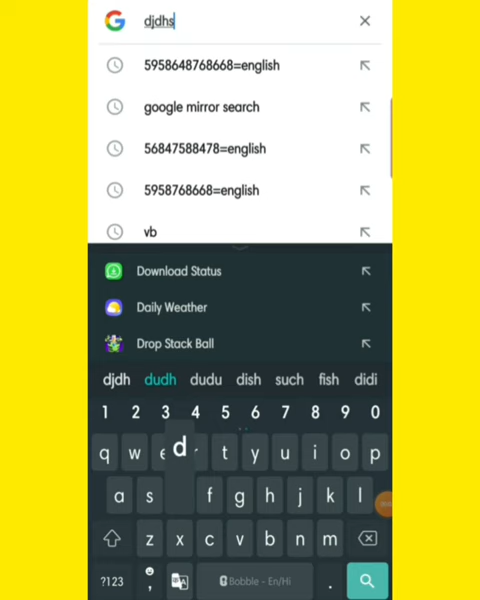 djdhs
5958648768668=english
google mirror search
56847588478=english
5958768668=english
vb
Download Status
Daily Weather
Drop Stack Ball
djdh dudh dudu dish such fish didi
1 2 3 4 5 6 7 8 9 0
q w e d t y u i o p
a s f g h j k l
z x c v b n m
?123 , Bobble - En/Hi .